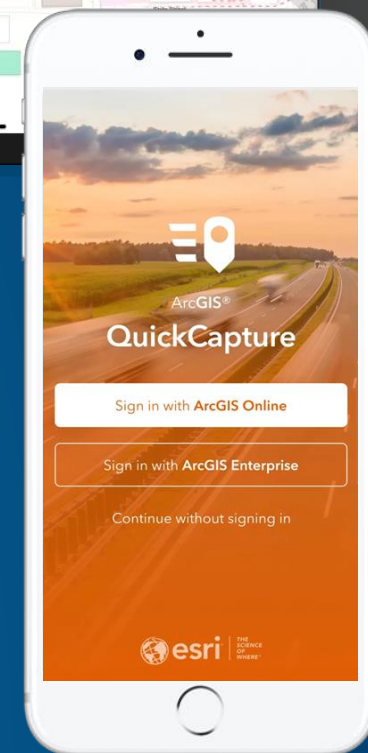 ArcGIS®
QuickCapture
Sign in with ArcGIS Online
Sign in with ArcGIS Enterprise
Continue without signing in
esri
THE
SCIENCE
OF
WHERE®